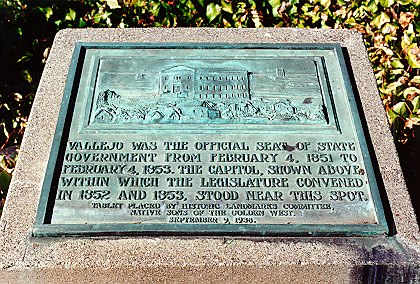 VALLEJO WAS THE OFFICIAL SEAT OF STATE
GOVERNMENT FROM FEBRUARY 4, 1851 TO
FEBRUARY 4, 1853. THE CAPITOL, SHOWN ABOVE,
WITHIN WHICH THE LEGISLATURE CONVENED
IN 1852 AND 1853, STOOD NEAR THIS SPOT.
TABLET PLACED BY HISTORIC LANDMARKS COMMITTEE,
NATIVE SONS OF THE GOLDEN WEST.
SEPTEMBER 9, 1936.